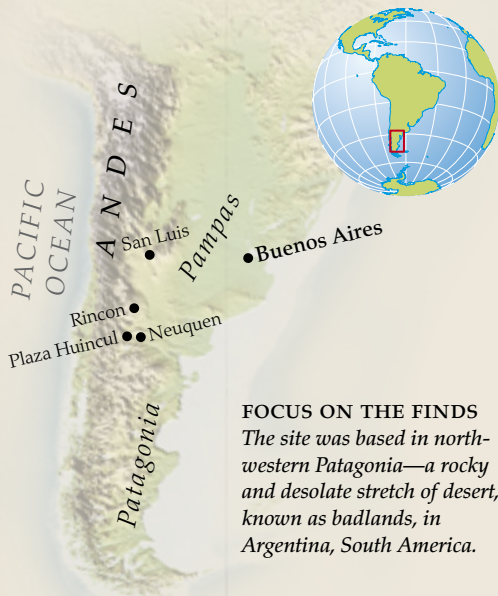 ANDES
PACIFIC
OCEAN
San Luis
Pampas
Buenos Aires
Rincon
Plaza Huincul
Neuquen
Patagonia
FOCUS ON THE FINDS
The site was based in north-
western Patagonia—a rocky
and desolate stretch of desert,
known as badlands, in
Argentina, South America.